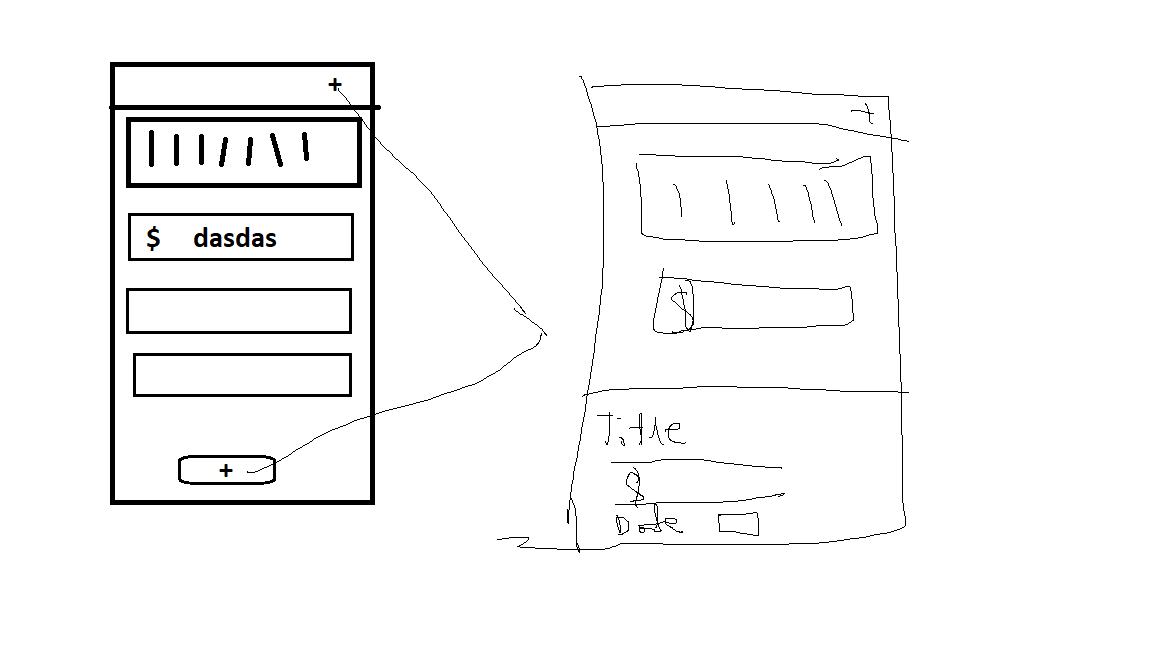 +
$ dasdas
+
+
$
Title
$
Date